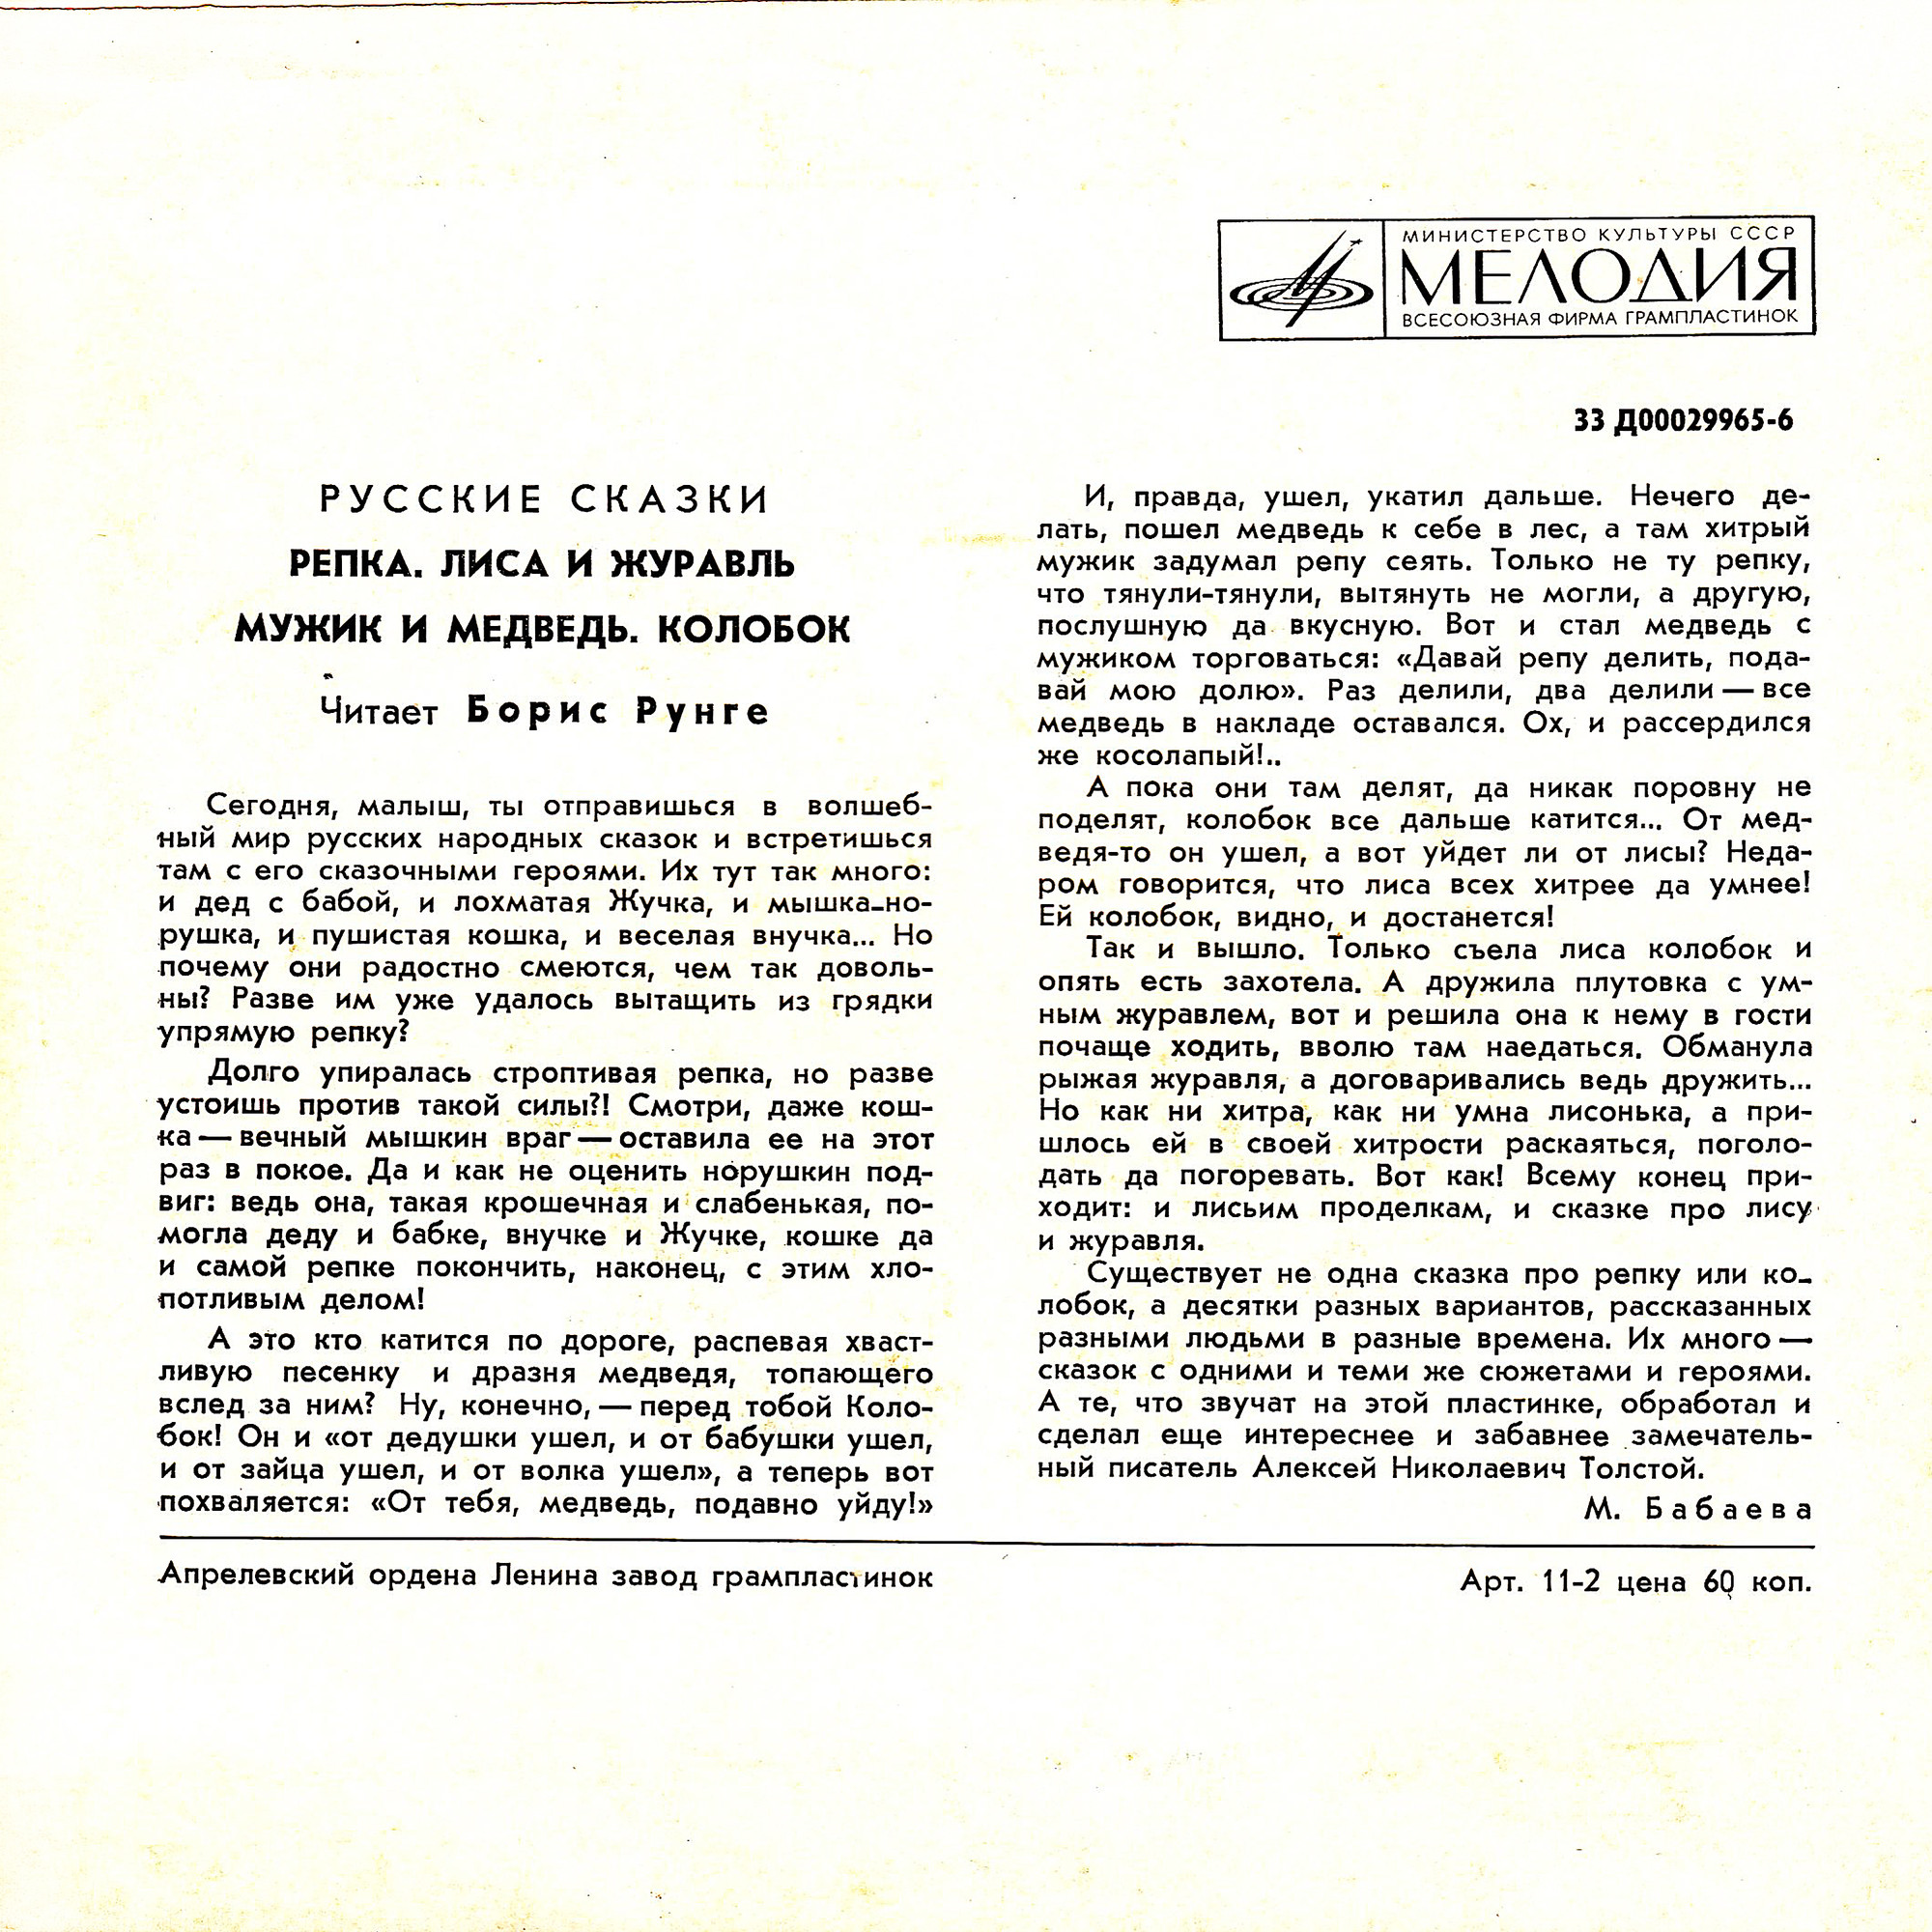 МИНИСТЕРСТВО КУЛЬТУРЫ СССР
МЕЛОДИЯ
ВСЕСОЮЗНАЯ ФИРМА ГРАМПЛАСТИНОК
33 Д00029965-6
РУССКИЕ СКАЗКИ
РЕПКА. ЛИСА И ЖУРАВЛЬ
МУЖИК И МЕДВЕДЬ. КОЛОБОК
Читает Борис Рунге
Сегодня, малыш, ты отправишься в волшеб-
ный мир русских народных сказок и встретишься
там с его сказочными героями. Их тут так много:
и дед с бабой, и лохматая Жучка, и мышка-но-
рушка, и пушистая кошка, и веселая внучка... Но
почему они радостно смеются, чем так доволь-
ны? Разве им уже удалось вытащить из грядки
упрямую репку?
Долго упиралась строптивая репка, но разве
устоишь против такой силы?! Смотри, даже кош-
ка — вечный мышкин враг — оставила ее на этот
раз в покое. Да и как не оценить норушкин под-
виг: ведь она, такая крошечная и слабенькая, по-
могла деду и бабке, внучке и Жучке, кошке да
и самой репке покончить, наконец, с этим хло-
потливым делом!
А это кто катится по дороге, распевая хваст-
ливую песенку и дразня медведя, топающего
вслед за ним? Ну, конечно, — перед тобой Коло-
бок! Он и «от дедушки ушел, и от бабушки ушел,
и от зайца ушел, и от волка ушел», а теперь вот
похваляется: «От тебя, медведь, подавно уйду!»
И, правда, ушел, укатил дальше. Нечего де-
лать, пошел медведь к себе в лес, а там хитрый
мужик задумал репу сеять. Только не ту репку,
что тянули-тянули, вытянуть не могли, а другую,
послушную да вкусную. Вот и стал медведь с
мужиком торговаться: «Давай репу делить, пода-
вай мою долю». Раз делили, два делили — все
медведь в накладе оставался. Ох, и рассердился
же косолапый!..
А пока они там делят, да никак поровну не
поделят, колобок все дальше катится... От мед-
ведя-то он ушел, а вот уйдет ли от лисы? Неда-
ром говорится, что лиса всех хитрее да умнее!
Ей колобок, видно, и достанется!
Так и вышло. Только съела лиса колобок и
опять есть захотела. А дружила плутовка с ум-
ным журавлем, вот и решила она к нему в гости
почаще ходить, вволю там наедаться. Обманула
рыжая журавля, а договаривались ведь дружить...
Но как ни хитра, как ни умна лисонька, а при-
шлось ей в своей хитрости раскаяться, поголо-
дать да погоревать. Вот как! Всему конец при-
ходит: и лисьим проделкам, и сказке про лису
и журавля.
Существует не одна сказка про репку или ко-
лобок, а десятки разных вариантов, рассказанных
разными людьми в разные времена. Их много —
сказок с одними и теми же сюжетами и героями.
А те, что звучат на этой пластинке, обработал и
сделал еще интереснее и забавнее замечатель-
ный писатель Алексей Николаевич Толстой.
М. Бабаева
Апрелевский ордена Ленина завод грампластинок
Арт. 11-2 цена 60 коп.